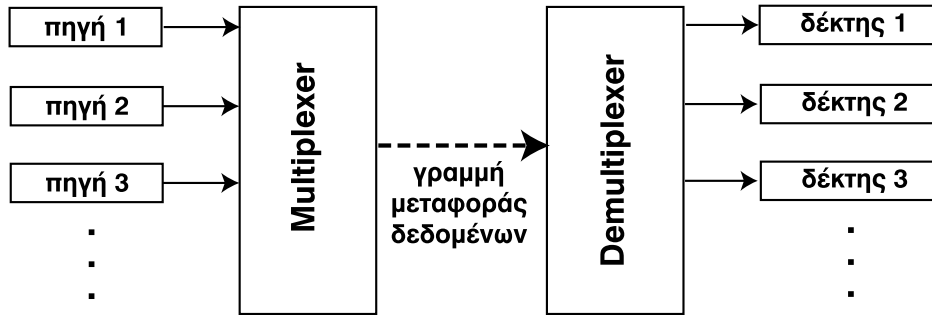 πηγή 1
πηγή 2
πηγή 3
Multiplexer
γραμμή
μεταφοράς
δεδομένων
Demultiplexer
δέκτης 1
δέκτης 2
δέκτης 3